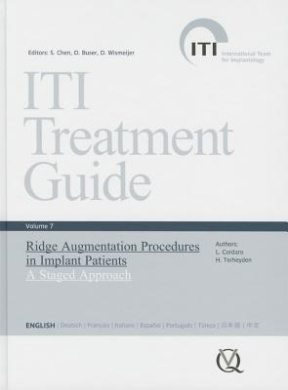 Editors: S. Chen, D. Buser, D. Wismeijer
ITI
International Team
for Implantology
ITI
Treatment
Guide
Volume 7
Ridge Augmentation Procedures
in Implant Patients
A Staged Approach
Authors:
L. Cordaro
H. Terheyden
ENGLISH | Deutsch | Français | Italiano | Español | Português | Türkçe | 日本語 | 中文